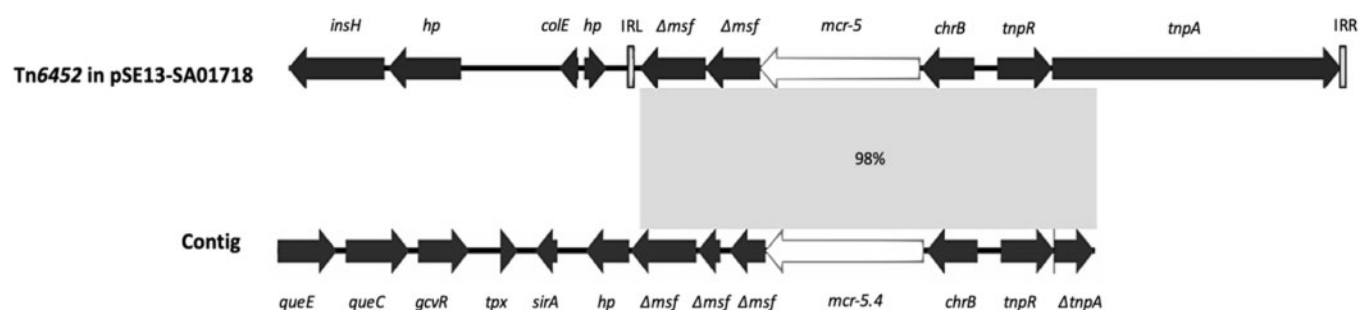 insH hp colE hp IRL Δmsf Δmsf mcr-5 chrB tnpR tnpA IRR
Tn6452 in pSE13-SA01718
98%
Contig
queE queC gcvR tpx sirA hp Δmsf Δmsf Δmsf mcr-5.4 chrB tnpR ΔtnpA